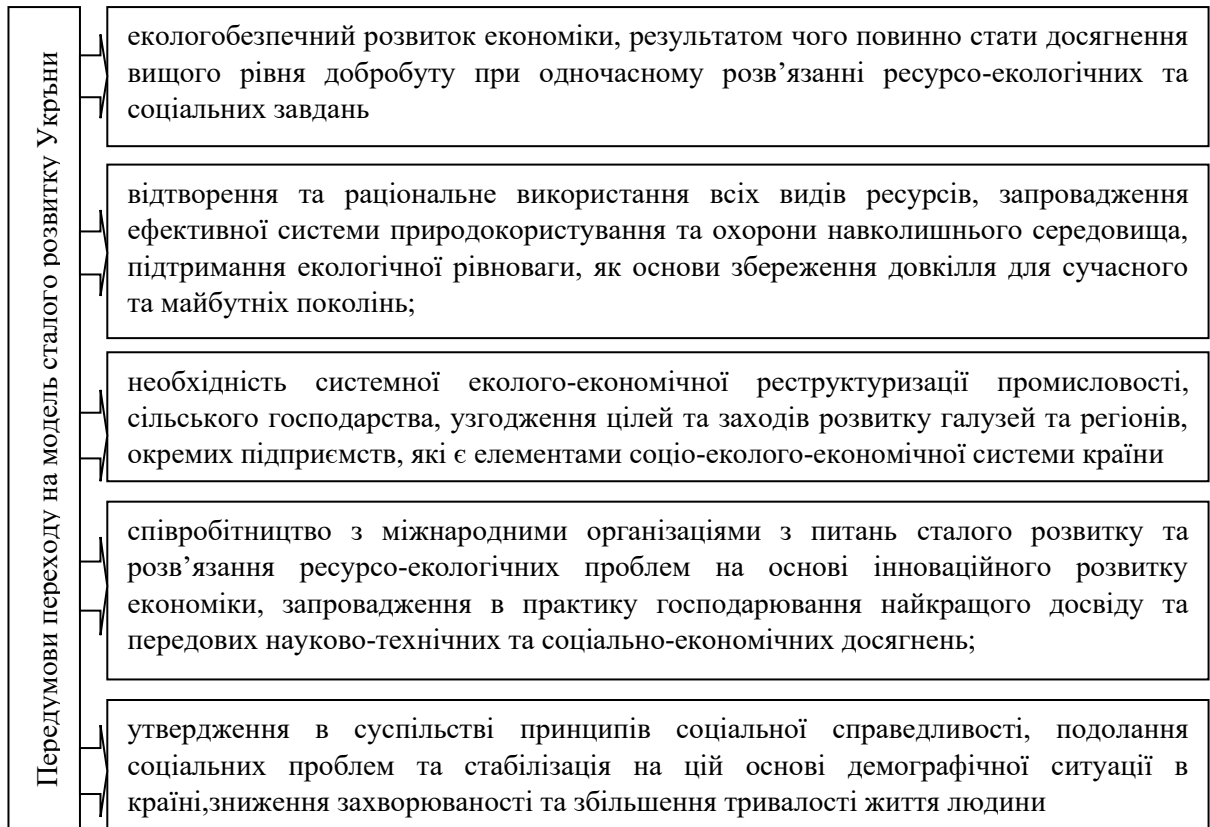 Передумови переходу на модель сталого розвитку Укръни
екологобезпечний розвиток економіки, результатом чого повинно стати досягнення
вищого рівня добробуту при одночасному розв’язанні ресурсо-екологічних та
соціальних завдань
відтворення та раціональне використання всіх видів ресурсів, запровадження
ефективної системи природокористування та охорони навколишнього середовища,
підтримання екологічної рівноваги, як основи збереження довкілля для сучасного
та майбутніх поколінь;
необхідність системної еколого-економічної реструктуризації промисловості,
сільського господарства, узгодження цілей та заходів розвитку галузей та регіонів,
окремих підприємств, які є елементами соціо-еколого-економічної системи країни
співробітництво з міжнародними організаціями з питань сталого розвитку та
розв’язання ресурсо-екологічних проблем на основі інноваційного розвитку
економіки, запровадження в практику господарювання найкращого досвіду та
передових науково-технічних та соціально-економічних досягнень;
утвердження в суспільстві принципів соціальної справедливості, подолання
соціальних проблем та стабілізація на цій основі демографічної ситуації в
країні,зниження захворюваності та збільшення тривалості життя людини